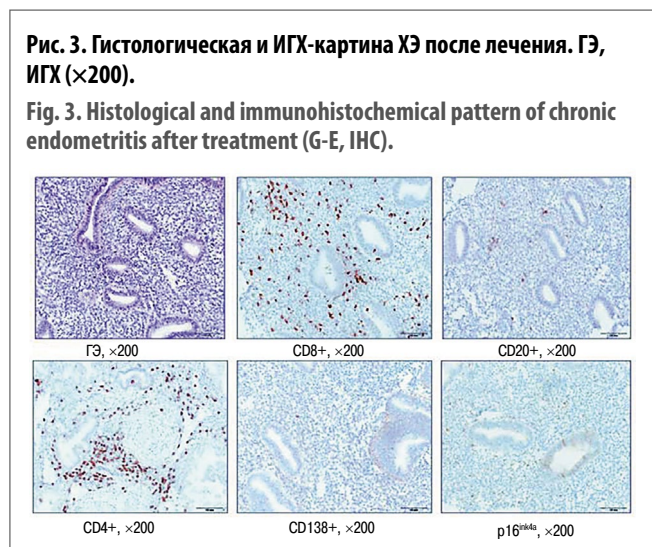 Рис. 3. Гистологическая и ИГХ-картина ХЭ после лечения. ГЭ,
ИГХ (×200).
Fig. 3. Histological and immunohistochemical pattern of chronic
endometritis after treatment (G-E, IHC).
ГЭ, ×200
CD8+, ×200
CD20+, ×200
CD4+, ×200
CD138+, ×200
p16ink4a, ×200